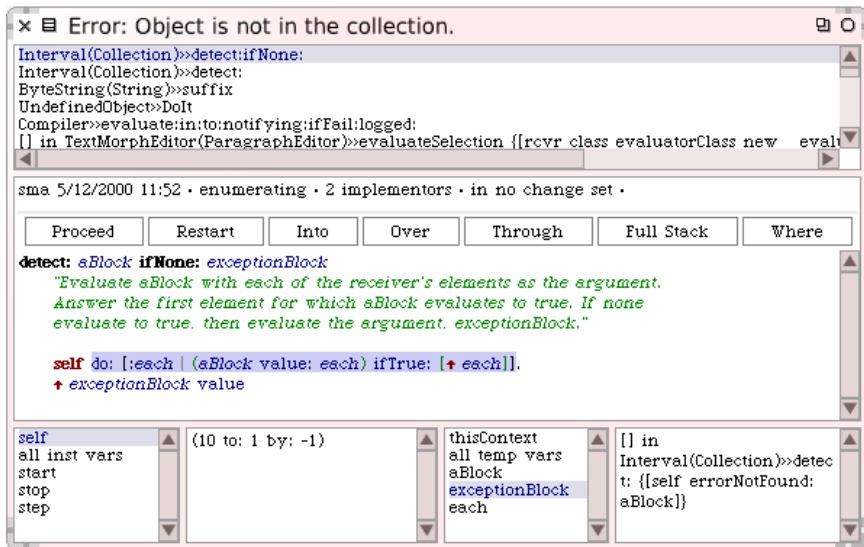 Error: Object is not in the collection.
Interval(Collection)»detect:ifNone:
Interval(Collection)»detect:
ByteString(String)»suffix
UndefinedObject»DoIt
Compiler»evaluate:in:to:notifying:ifFail:logged:
[] in TextMorphEditor(ParagraphEditor)»evaluateSelection {[rcvr class evaluatorClass new evalu
sma 5/12/2000 11:52 · enumerating · 2 implementors · in no change set ·
Proceed Restart Into Over Through Full Stack Where
detect: aBlock ifNone: exceptionBlock
"Evaluate aBlock with each of the receiver's elements as the argument.
Answer the first element for which aBlock evaluates to true. If none
evaluate to true. then evaluate the argument. exceptionBlock."
self do: [:each | (aBlock value: each) ifTrue: [↑ each]].
↑ exceptionBlock value
self
all inst vars
start
stop
step
(10 to: 1 by: -1)
thisContext
all temp vars
aBlock
exceptionBlock
each
[] in
Interval(Collection)»detec
t: {[self errorNotFound:
aBlock]}